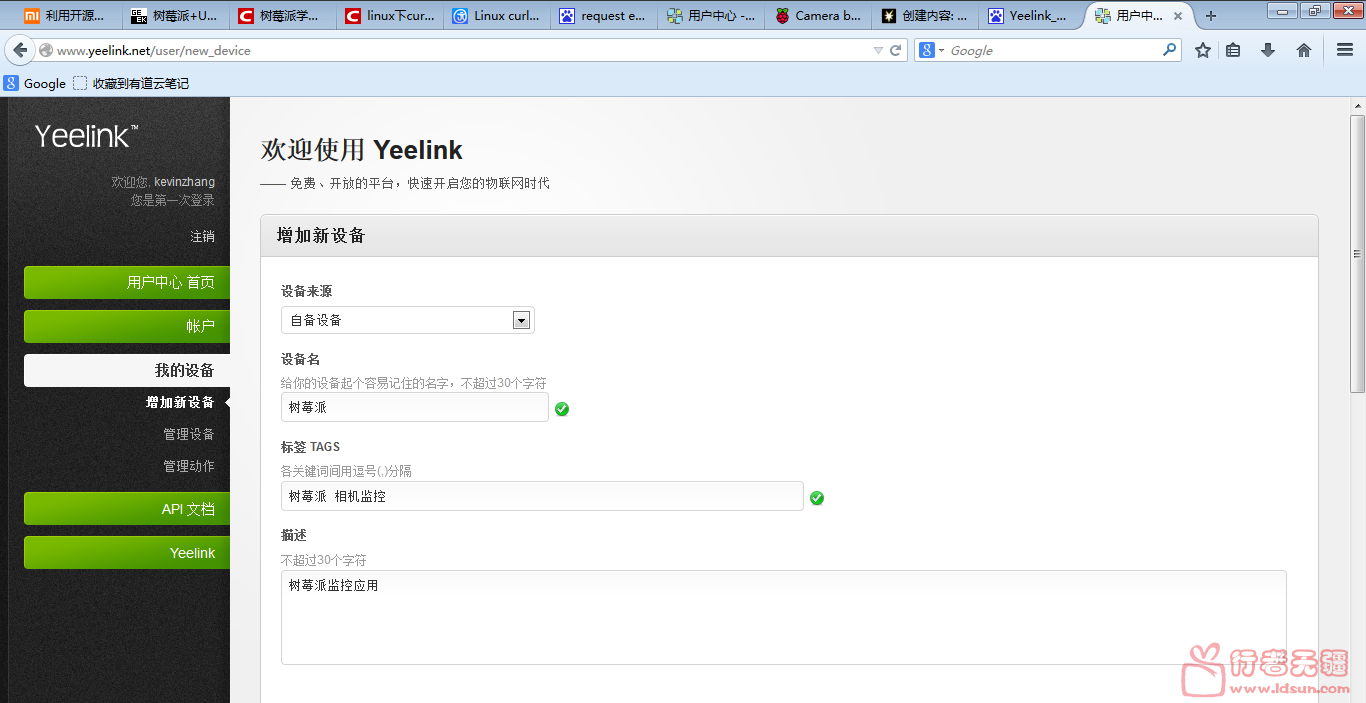 利用开源...
树莓派+U...
树莓派学...
linux下cur...
Linux curl...
request e...
用户中心 -...
Camera b...
创建内容: ...
Yeelink_...
用户中...
www.yeelink.net/user/new_device
Google
Google
收藏到有道云笔记
Yeelink™
欢迎您, kevinzhang
您是第一次登录
注销
用户中心 首页
帐户
我的设备
增加新设备
管理设备
管理动作
API 文档
Yeelink
欢迎使用 Yeelink
—— 免费、开放的平台，快速开启您的物联网时代
增加新设备
设备来源
自备设备
设备名
给你的设备起个容易记住的名字，不超过30个字符
树莓派
标签 TAGS
各关键词间用逗号(,)分隔
树莓派 相机监控
描述
不超过30个字符
树莓派监控应用
行者无疆
www.ldsun.com